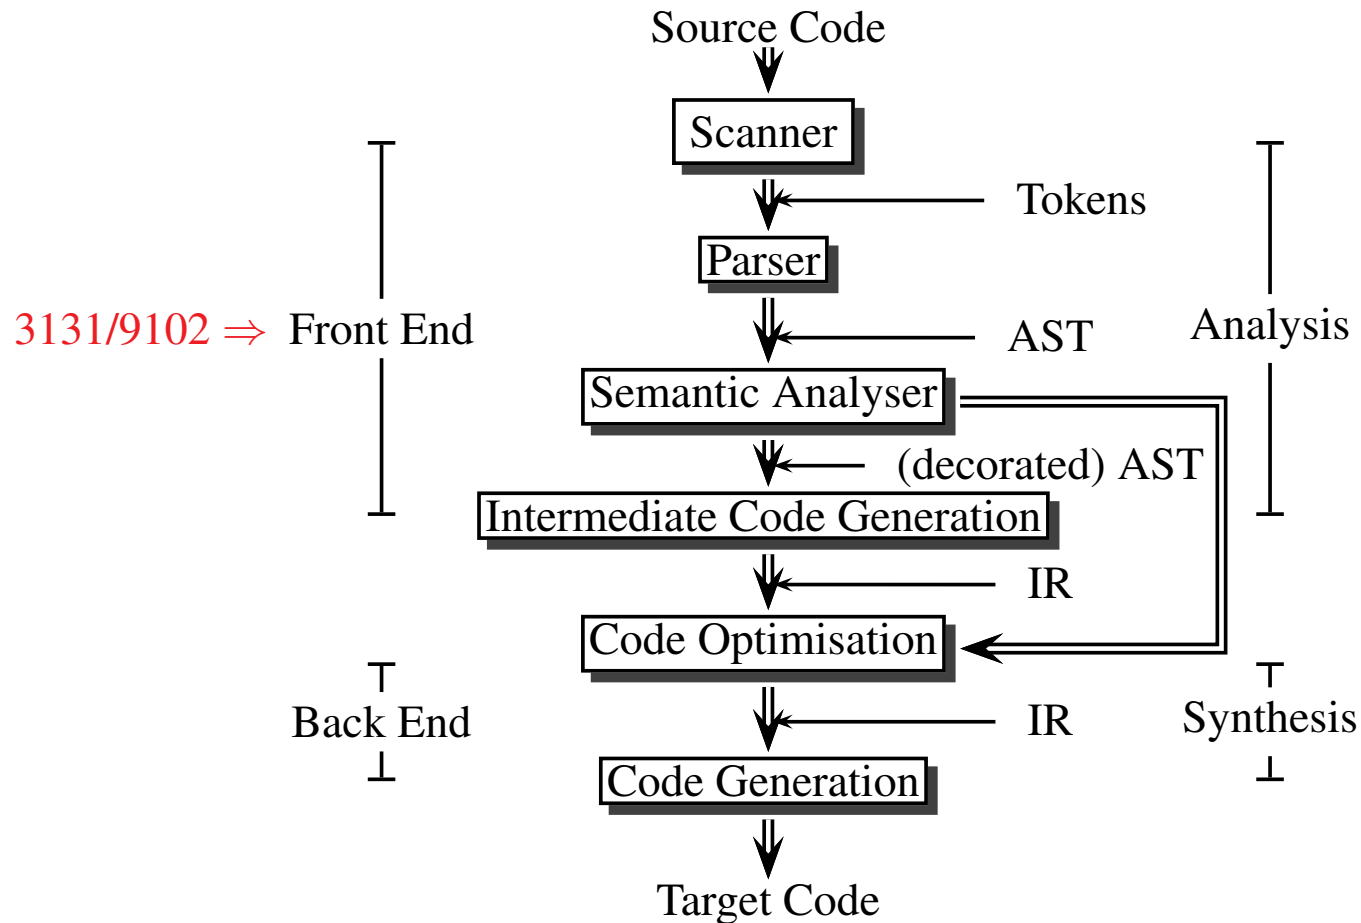 Source Code
Scanner
Tokens
Parser
3131/9102 ⇒ Front End
AST
Analysis
Semantic Analyser
(decorated) AST
Intermediate Code Generation
IR
Code Optimisation
Back End
IR
Synthesis
Code Generation
Target Code